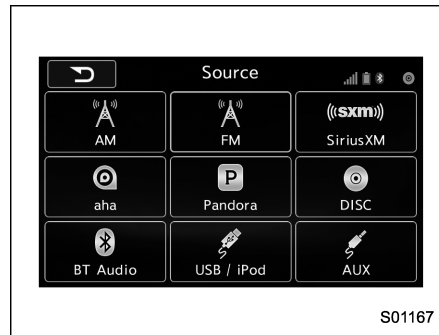 Source
AM
FM
((sxm))
SiriusXM
aha
P
Pandora
DISC
BT Audio
USB / iPod
AUX
S01167